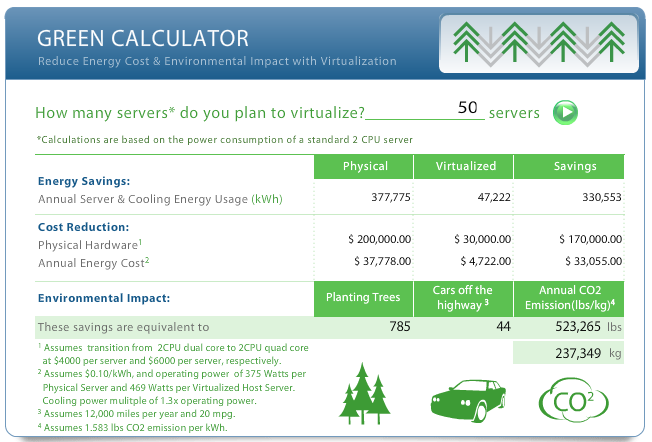 GREEN CALCULATOR
Reduce Energy Cost & Environmental Impact with Virtualization
How many servers* do you plan to virtualize? 50 servers
*Calculations are based on the power consumption of a standard 2 CPU server
Physical Virtualized Savings
Energy Savings:
Annual Server & Cooling Energy Usage (kWh) 377,775 47,222 330,553
Cost Reduction:
Physical Hardware1 $ 200,000.00 $ 30,000.00 $ 170,000.00
Annual Energy Cost2 $ 37,778.00 $ 4,722.00 $ 33,055.00
Environmental Impact: Planting Trees Cars off the highway 3 Annual CO2 Emission(lbs/kg)4
These savings are equivalent to 785 44 523,265 lbs
237,349 kg
1 Assumes transition from 2CPU dual core to 2CPU quad core
at $4000 per server and $6000 per server, respectively.
2 Assumes $0.10/kWh, and operating power of 375 Watts per
Physical Server and 469 Watts per Virtualized Host Server.
Cooling power mulitple of 1.3x operating power.
3 Assumes 12,000 miles per year and 20 mpg.
4 Assumes 1.583 lbs CO2 emission per kWh.
CO2